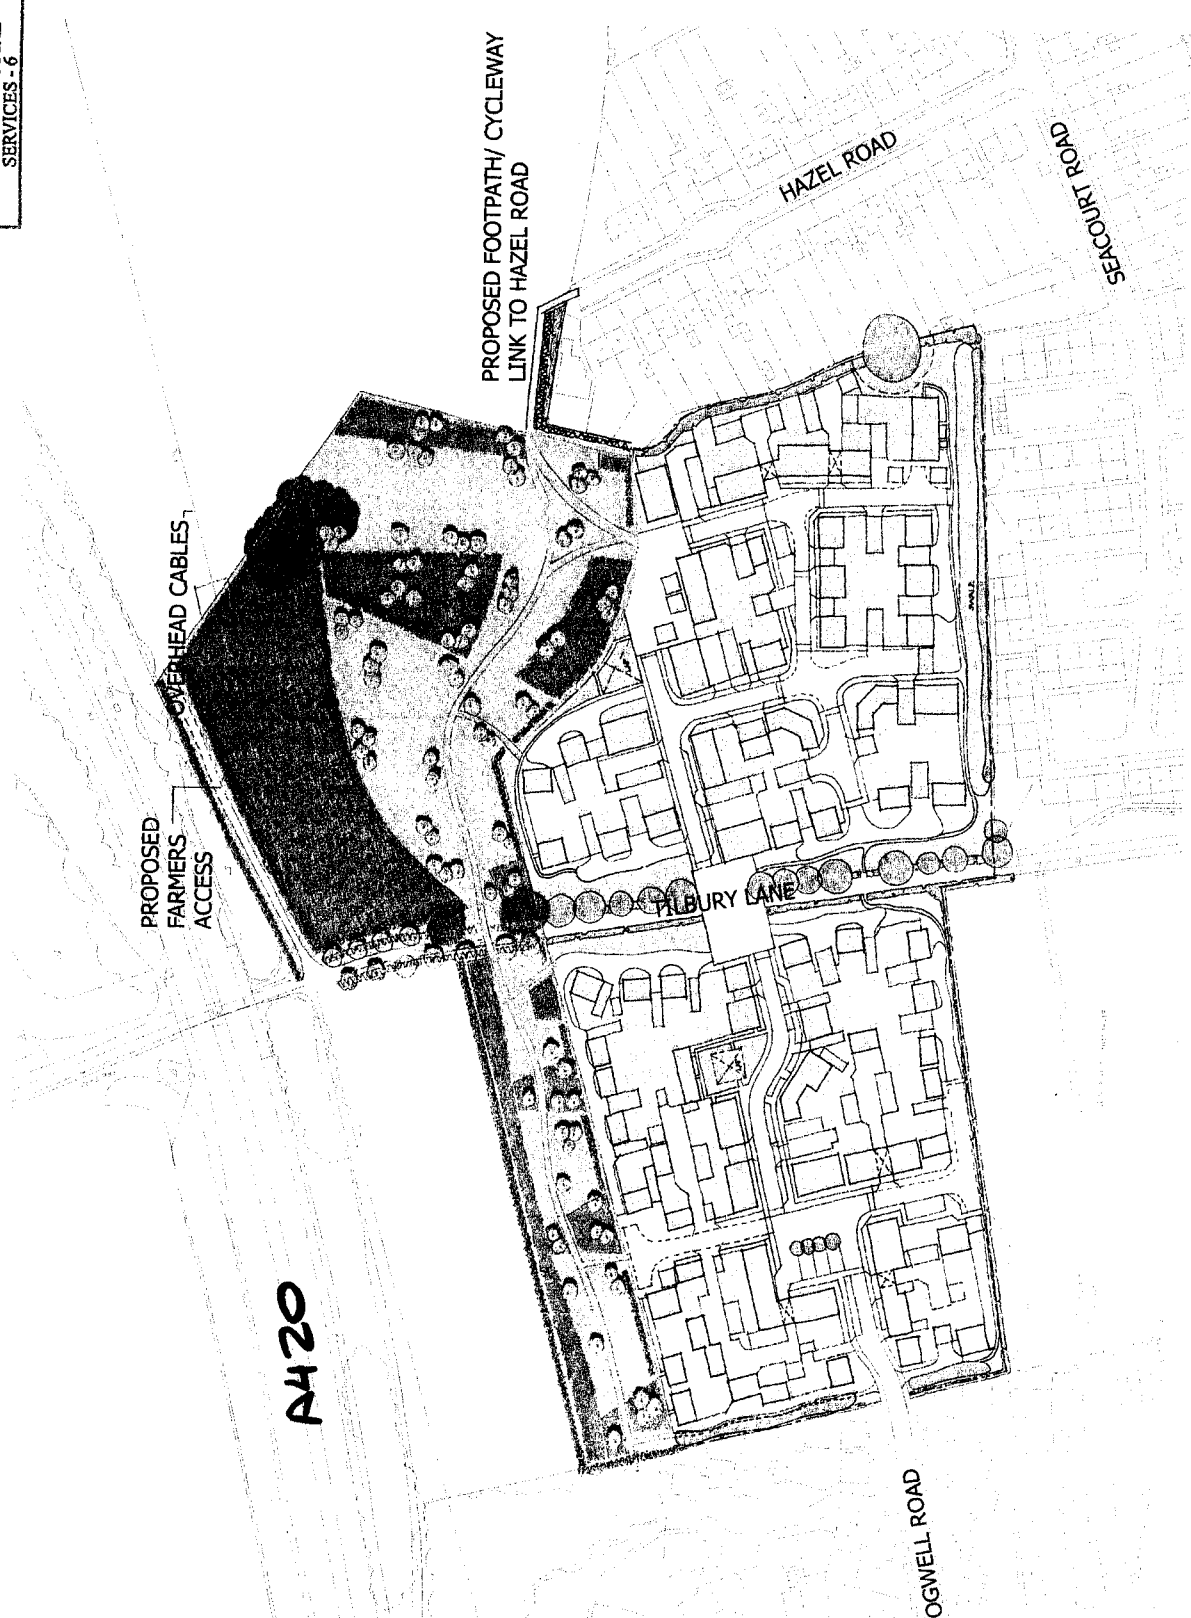 SERVICES - 6
PROPOSED FOOTPATH/ CYCLEWAY
LINK TO HAZEL ROAD
HAZEL ROAD
SEACOURT ROAD
OVERHEAD CABLES
PROPOSED
FARMERS
ACCESS
TILBURY LANE
A420
OGWELL ROAD